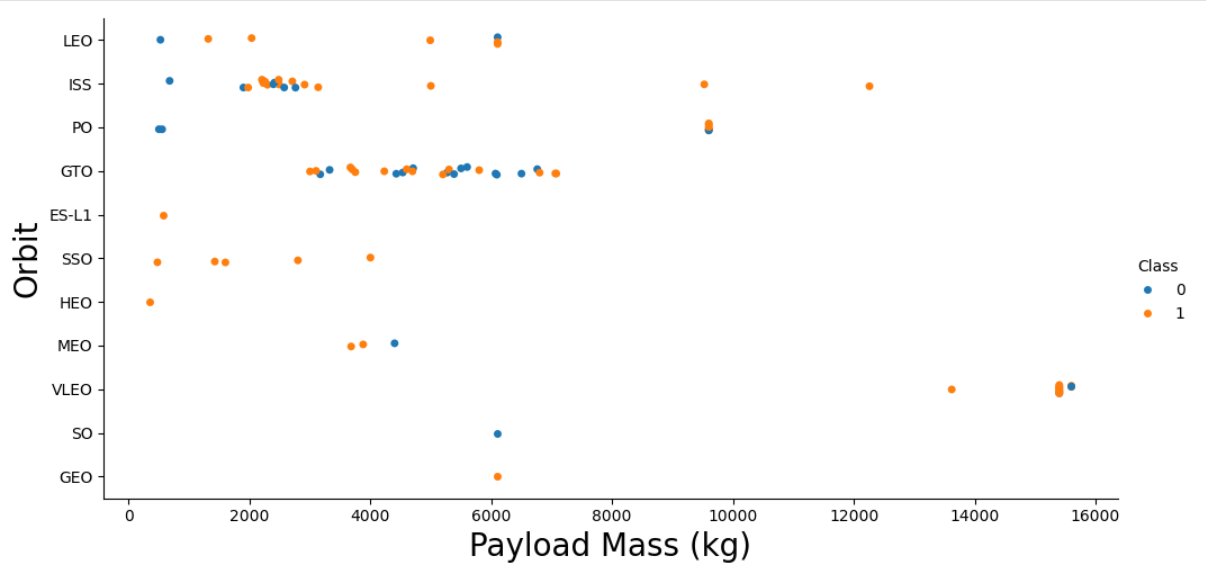 LEO
ISS
PO
GTO
ES-L1
SSO
HEO
MEO
VLEO
SO
GEO
Orbit
0 2000 4000 6000 8000 10000 12000 14000 16000
Payload Mass (kg)
Class
0
1